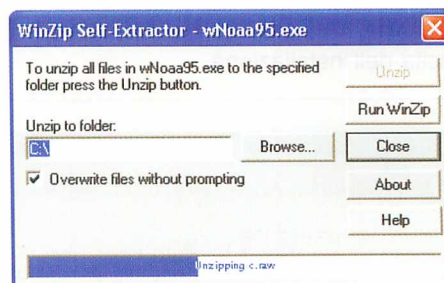 WinZip Self-Extractor - wNoaa95.exe
To unzip all files in wNoaa95.exe to the specified
folder press the Unzip button.
Unzip
Run WinZip
Unzip to folder:
C:\
Browse...
Close
Overwrite files without prompting
About
Help
Unzipping c.raw